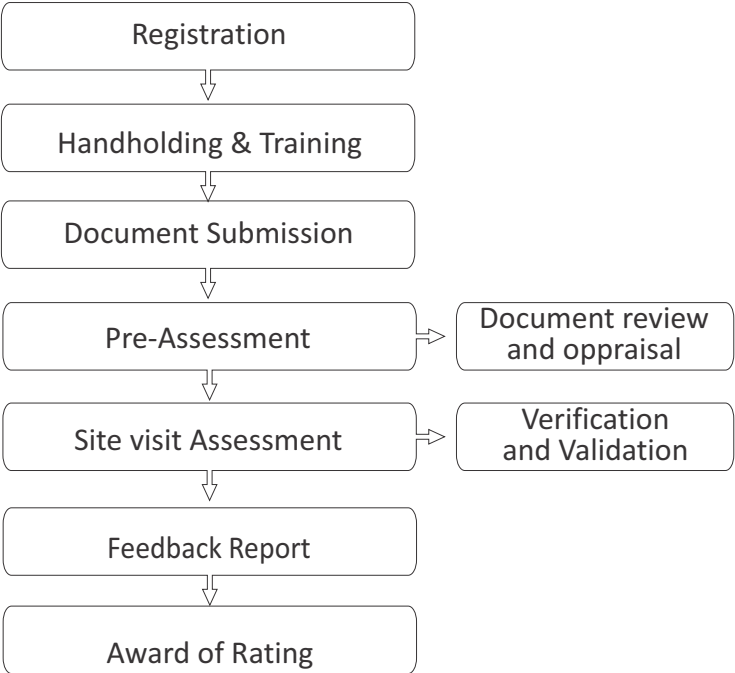 Registration
Handholding & Training
Document Submission
Pre-Assessment
Document review
and oppraisal
Site visit Assessment
Verification
and Validation
Feedback Report
Award of Rating